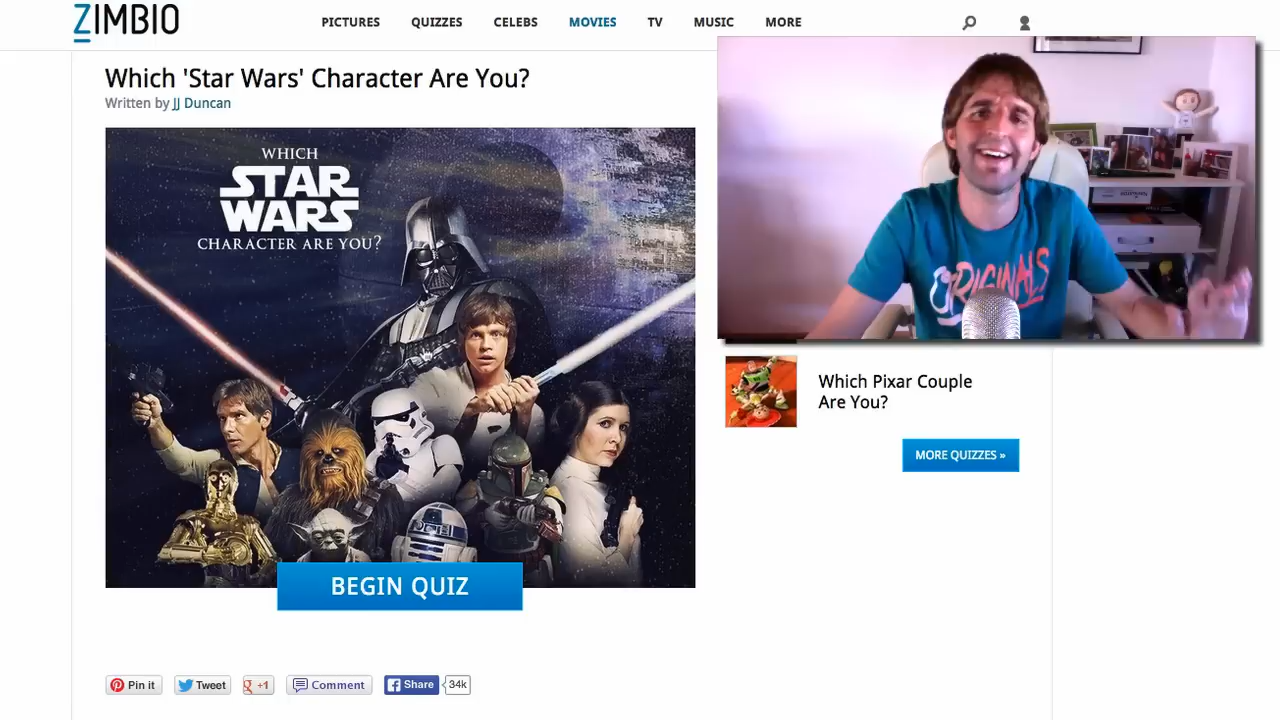 ZIMBIO
PICTURES QUIZZES CELEBS MOVIES TV MUSIC MORE
Which 'Star Wars' Character Are You?
Written by JJ Duncan
WHICH
STAR
WARS
CHARACTER ARE YOU?
ORIGINALS
Which Pixar Couple
Are You?
MORE QUIZZES »
BEGIN QUIZ
Pin it Tweet g +1 Comment Share 34k